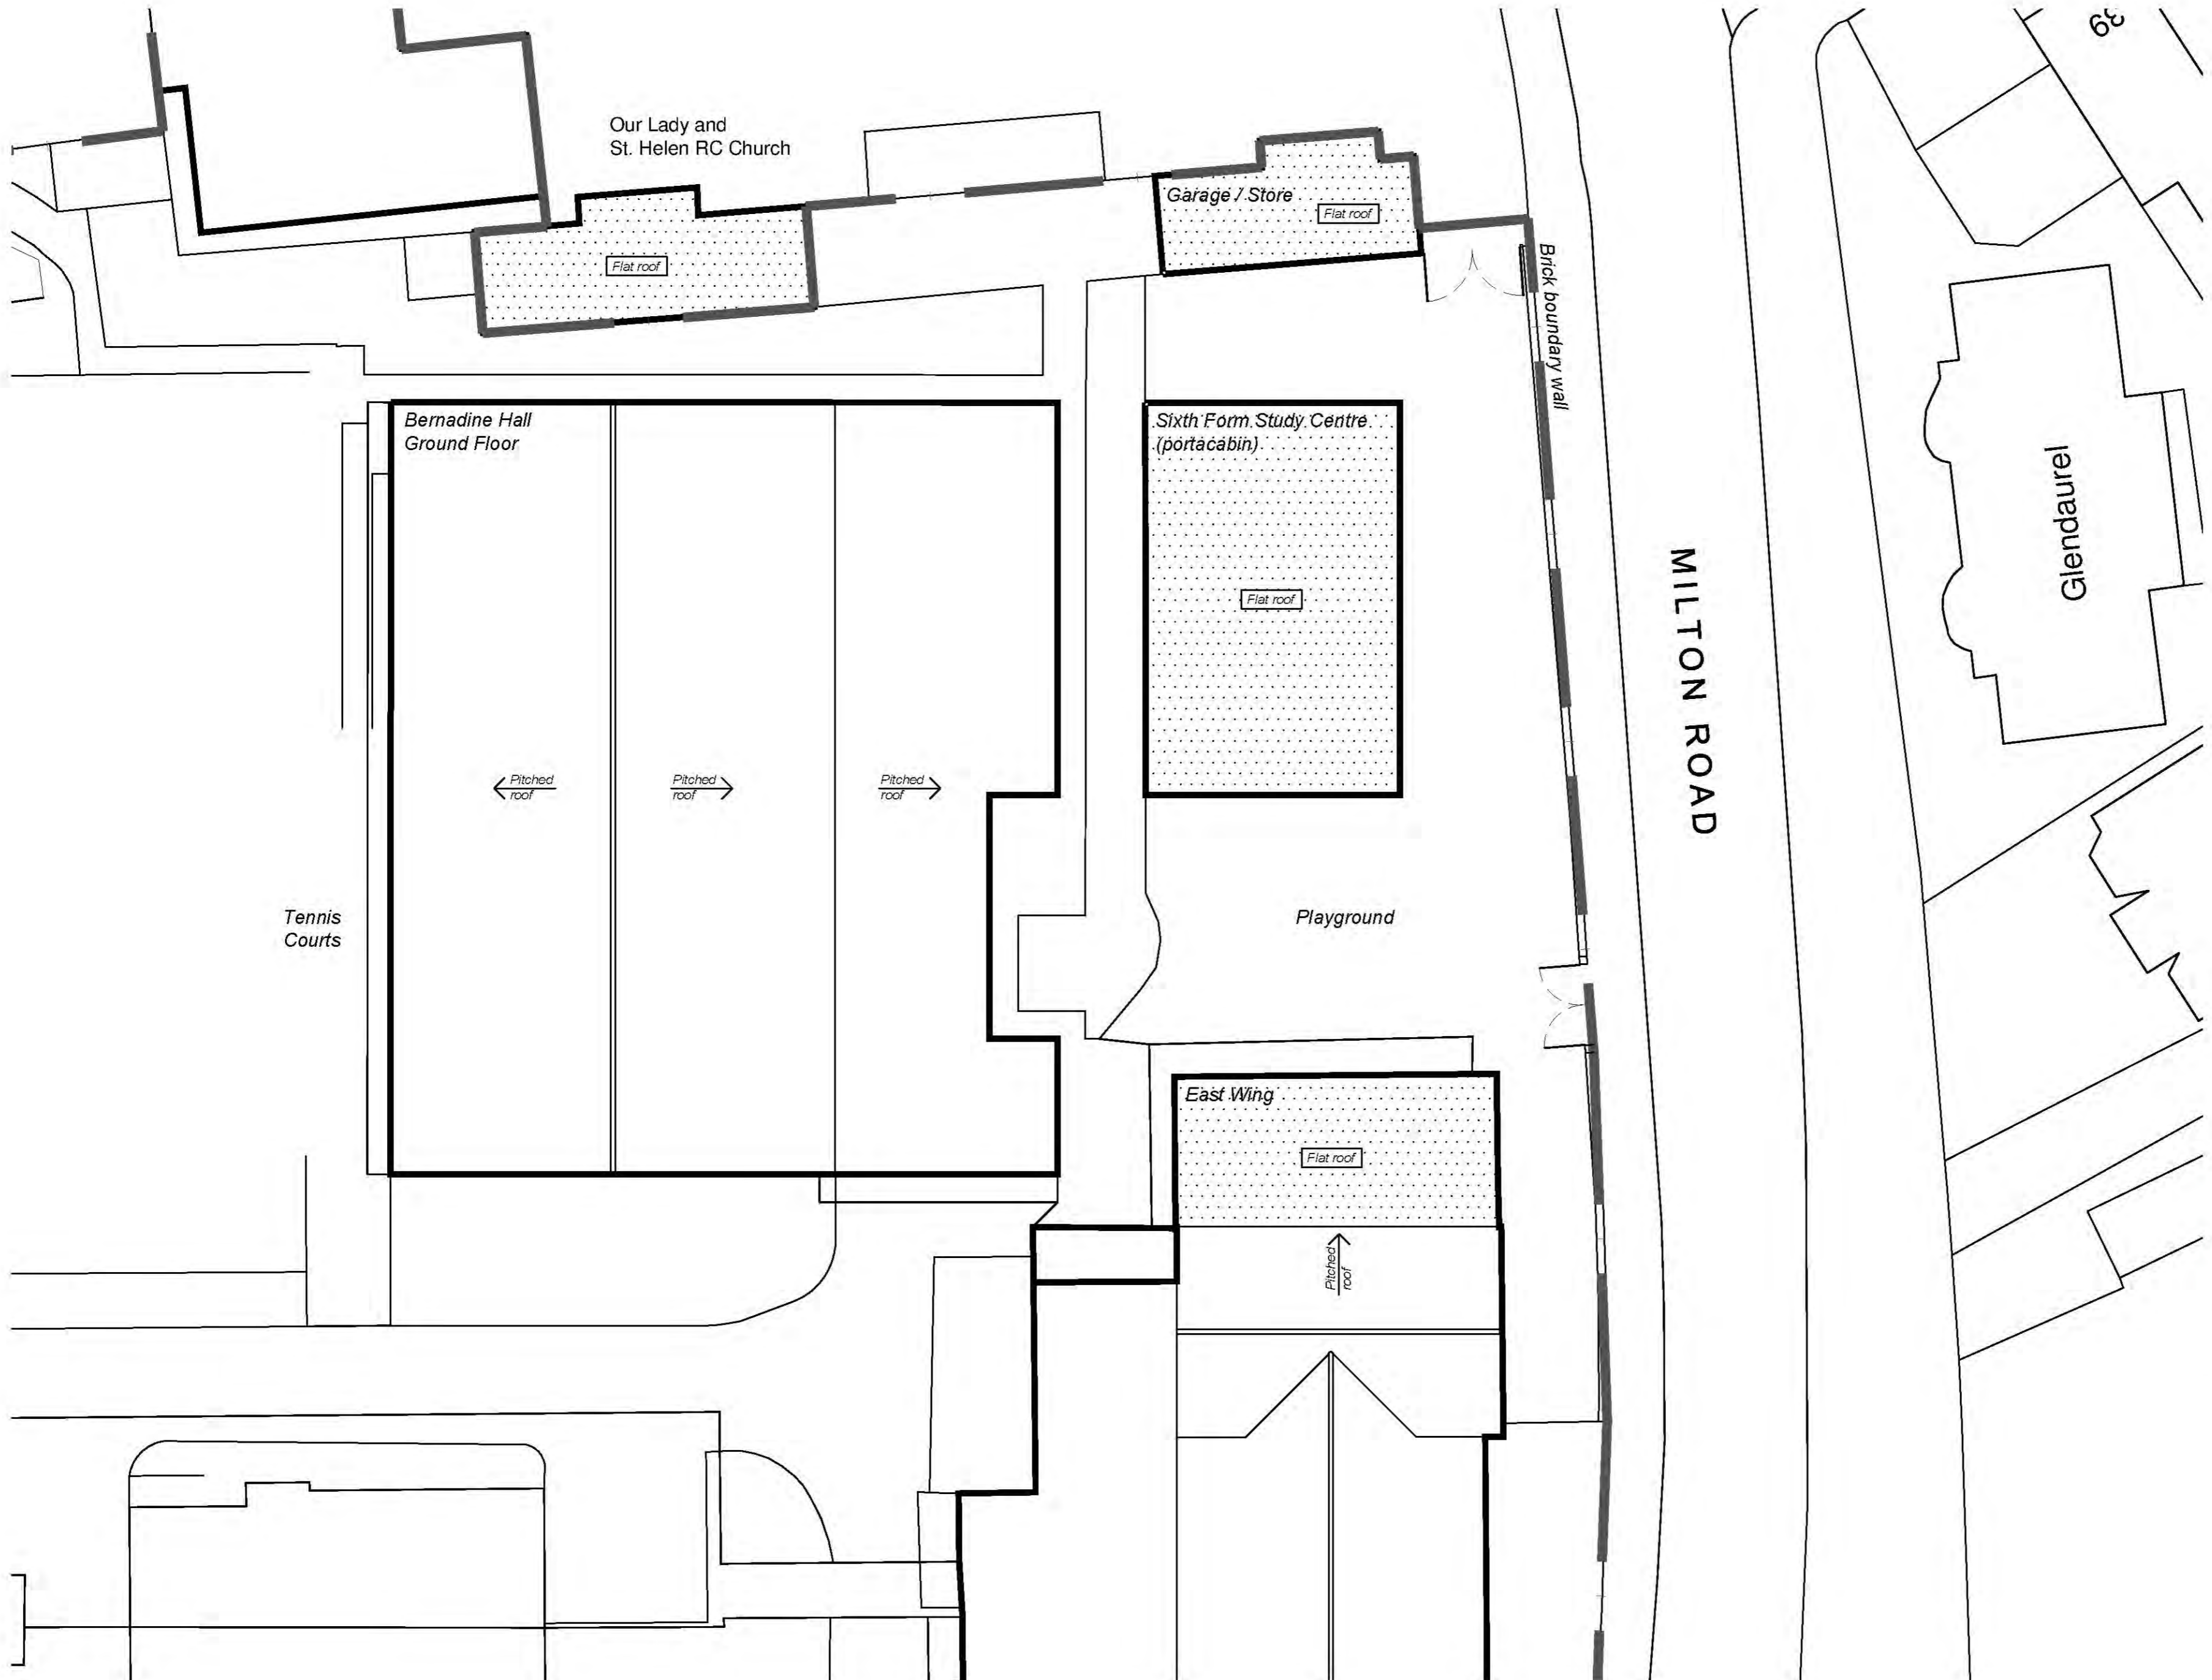 39
Our Lady and
St. Helen RC Church
Garage / Store
Flat roof
Flat roof
Brick boundary wall
Bernadine Hall
Ground Floor
Sixth Form Study Centre
(portacabin)
Glendaurel
Flat roof
MILTON ROAD
Pitched
roof
Pitched
roof
Pitched
roof
Tennis
Courts
Playground
East Wing
Flat roof
Pitched
roof